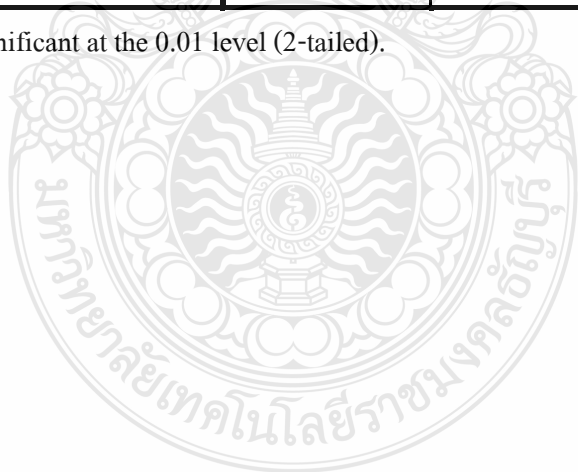 nificant at the 0.01 level (2-tailed).
มหาวิทยาลัยเทคโนโลยีราชมงคลธัญบุรี